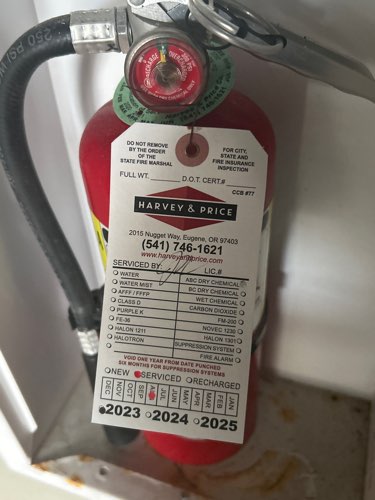 250 PSI
RECHARGE
OVERCHARGE
DO NOT REMOVE
BY THE ORDER
OF THE
STATE FIRE MARSHAL
FOR CITY,
STATE AND
FIRE INSURANCE
INSPECTION
FULL WT. D.O.T. CERT.#
CCB #77
HARVEY & PRICE
2015 Nugget Way, Eugene, OR 97403
(541) 746-1621
www.harveyandprice.com
SERVICED BY LIC.#
WATER ABC DRY CHEMICAL
WATER MIST BC DRY CHEMICAL
AFFF / FFFP WET CHEMICAL
CLASS D CARBON DIOXIDE
PURPLE K FM-200
FE-36 NOVEC 1230
HALON 1211 HALON 1301
HALOTRON SUPPRESSION SYSTEM
FIRE ALARM
VOID ONE YEAR FROM DATE PUNCHED
SIX MONTHS FOR SUPPRESSION SYSTEMS
NEW SERVICED RECHARGED
DEC NOV OCT SEP A JUL JUN MAY APR MAR FEB JAN
2023 2024 2025